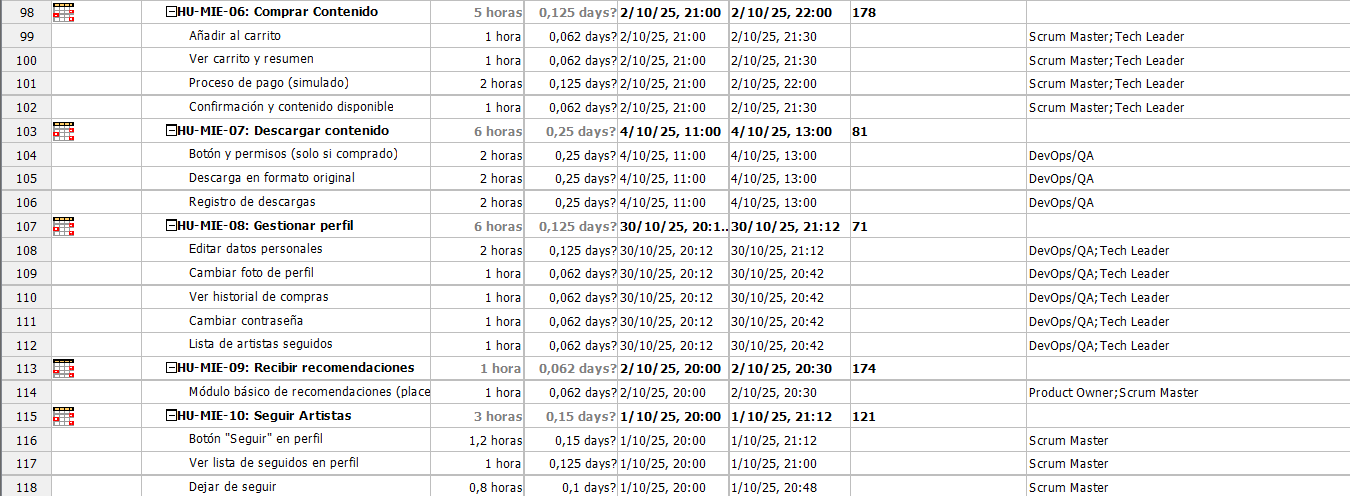 98 HU-MIE-06: Comprar Contenido 5 horas 0,125 days? 2/10/25, 21:00 2/10/25, 22:00 178
99 Añadir al carrito 1 hora 0,062 days? 2/10/25, 21:00 2/10/25, 21:30 Scrum Master;Tech Leader
100 Ver carrito y resumen 1 hora 0,062 days? 2/10/25, 21:00 2/10/25, 21:30 Scrum Master;Tech Leader
101 Proceso de pago (simulado) 2 horas 0,125 days? 2/10/25, 21:00 2/10/25, 22:00 Scrum Master;Tech Leader
102 Confirmación y contenido disponible 1 hora 0,062 days? 2/10/25, 21:00 2/10/25, 21:30 Scrum Master;Tech Leader
103 HU-MIE-07: Descargar contenido 6 horas 0,25 days? 4/10/25, 11:00 4/10/25, 13:00 81
104 Botón y permisos (solo si comprado) 2 horas 0,25 days? 4/10/25, 11:00 4/10/25, 13:00 DevOps/QA
105 Descarga en formato original 2 horas 0,25 days? 4/10/25, 11:00 4/10/25, 13:00 DevOps/QA
106 Registro de descargas 2 horas 0,25 days? 4/10/25, 11:00 4/10/25, 13:00 DevOps/QA
107 HU-MIE-08: Gestionar perfil 6 horas 0,125 days? 30/10/25, 20:1... 30/10/25, 21:12 71
108 Editar datos personales 2 horas 0,125 days? 30/10/25, 20:12 30/10/25, 21:12 DevOps/QA;Tech Leader
109 Cambiar foto de perfil 1 hora 0,062 days? 30/10/25, 20:12 30/10/25, 20:42 DevOps/QA;Tech Leader
110 Ver historial de compras 1 hora 0,062 days? 30/10/25, 20:12 30/10/25, 20:42 DevOps/QA;Tech Leader
111 Cambiar contraseña 1 hora 0,062 days? 30/10/25, 20:12 30/10/25, 20:42 DevOps/QA;Tech Leader
112 Lista de artistas seguidos 1 hora 0,062 days? 30/10/25, 20:12 30/10/25, 20:42 DevOps/QA;Tech Leader
113 HU-MIE-09: Recibir recomendaciones 1 hora 0,062 days? 2/10/25, 20:00 2/10/25, 20:30 174
114 Módulo básico de recomendaciones (place 1 hora 0,062 days? 2/10/25, 20:00 2/10/25, 20:30 Product Owner;Scrum Master
115 HU-MIE-10: Seguir Artistas 3 horas 0,15 days? 1/10/25, 20:00 1/10/25, 21:12 121
116 Botón "Seguir" en perfil 1,2 horas 0,15 days? 1/10/25, 20:00 1/10/25, 21:12 Scrum Master
117 Ver lista de seguidos en perfil 1 hora 0,125 days? 1/10/25, 20:00 1/10/25, 21:00 Scrum Master
118 Dejar de seguir 0,8 horas 0,1 days? 1/10/25, 20:00 1/10/25, 20:48 Scrum Master